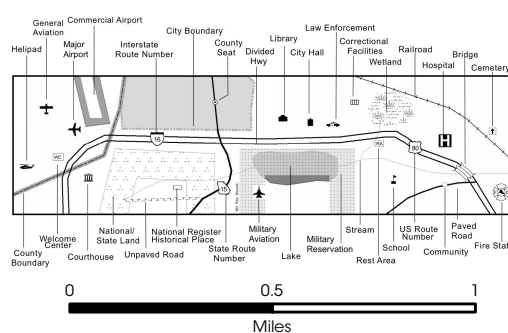 General
Aviation
Commercial Airport
Helipad
Major
Airport
Interstate
Route Number
City Boundary
County
Seat
Divided
Hwy
Library
City Hall
Law Enforcement
Correctional
Facilities
Wetland
Railroad
Hospital
Bridge
Cemetery
16
WC
15
RA
80
H
County
Boundary
Welcome
Center
Courthouse
National/
State Land
Unpaved Road
National Register
Historical Place
State Route
Number
Military
Aviation
Lake
Military
Reservation
Stream
Rest Area
School
US Route
Number
Community
Paved
Road
Fire Stat
0
0.5
1
Miles